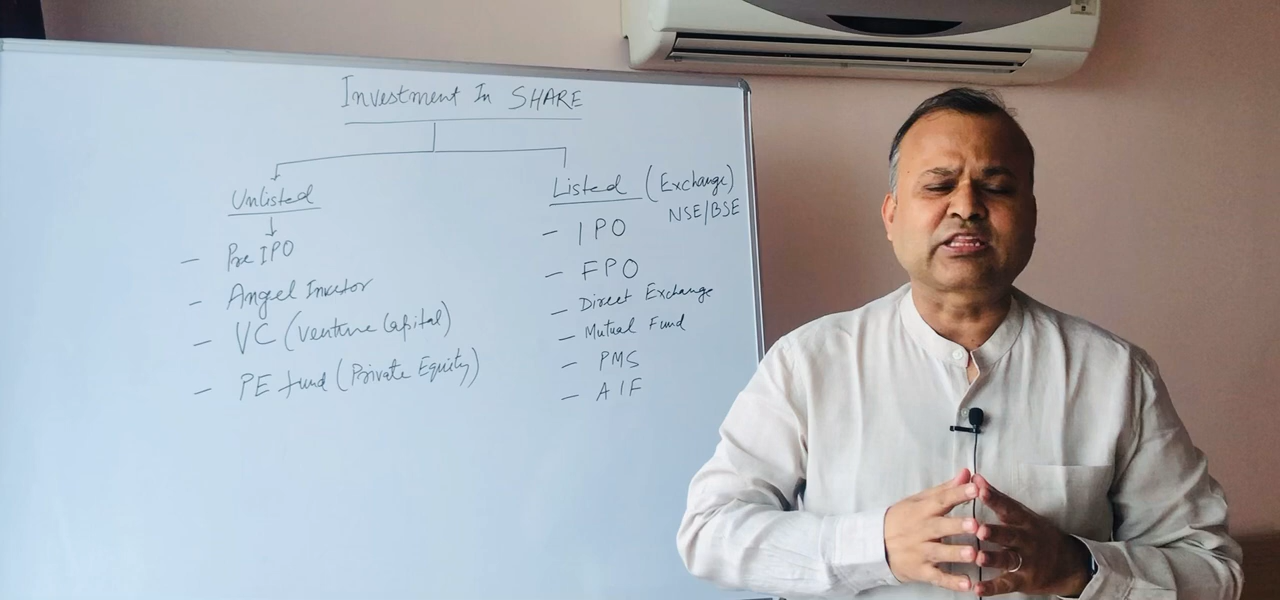 Investment In SHARE
Unlisted
— Pre IPO
— Angel Invetor
— VC (Venture Capital)
— PE fund (Private Equity)
Listed (Exchange)
NSE/BSE
— IPO
— FPO
— Direct Exchange
— Mutual Fund
— PMS
— AIF